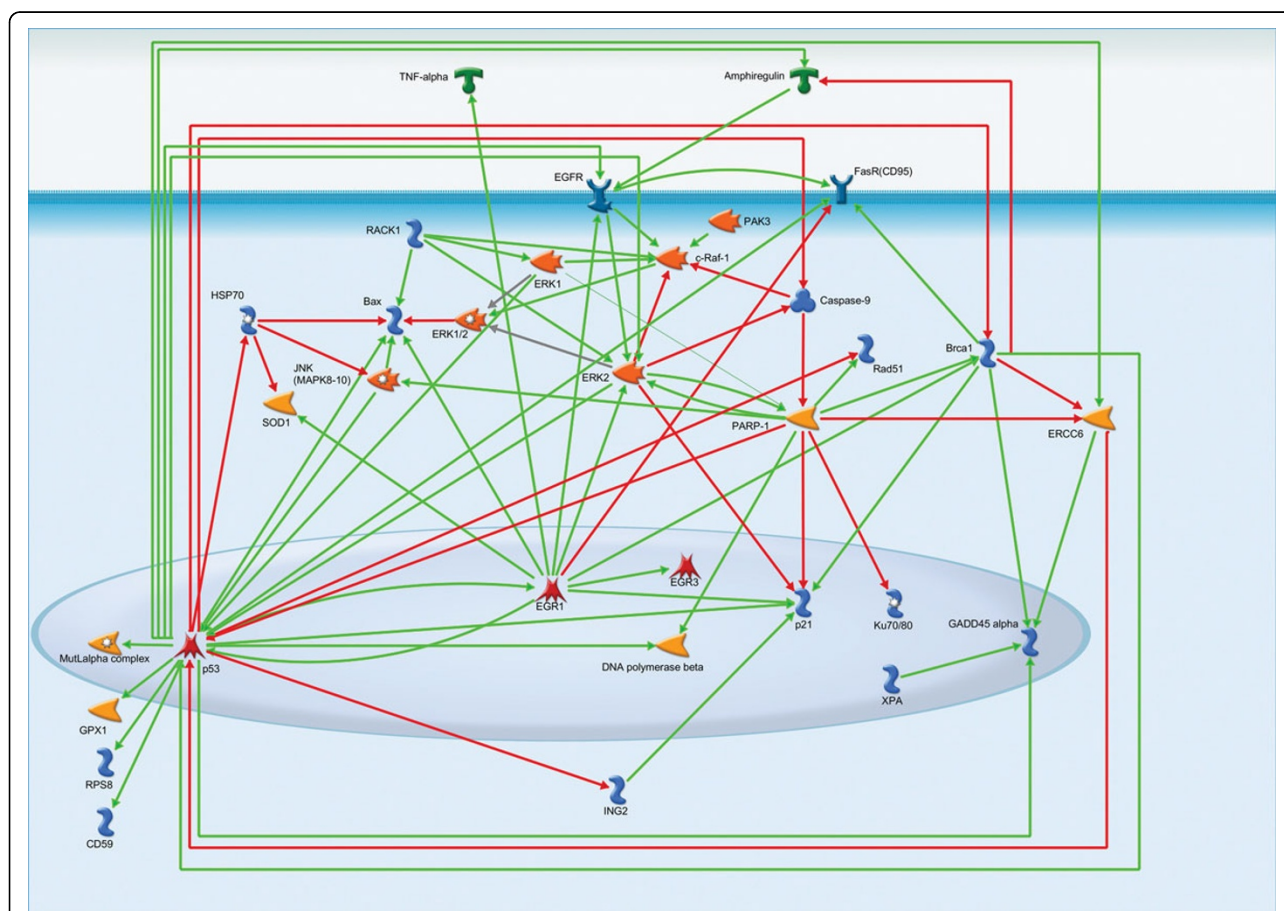 TNF-alpha
Amphiregulin
EGFR
FasR(CD95)
RACK1
PAK3
c-Raf-1
ERK1
HSP70
Bax
Caspase-9
ERK1/2
Brca1
Rad51
JNK
(MAPK8-10)
ERK2
SOD1
PARP-1
ERCC6
EGR3
EGR1
p21
Ku70/80
GADD45 alpha
MutLalpha complex
p53
DNA polymerase beta
XPA
GPX1
RPS8
ING2
CD59